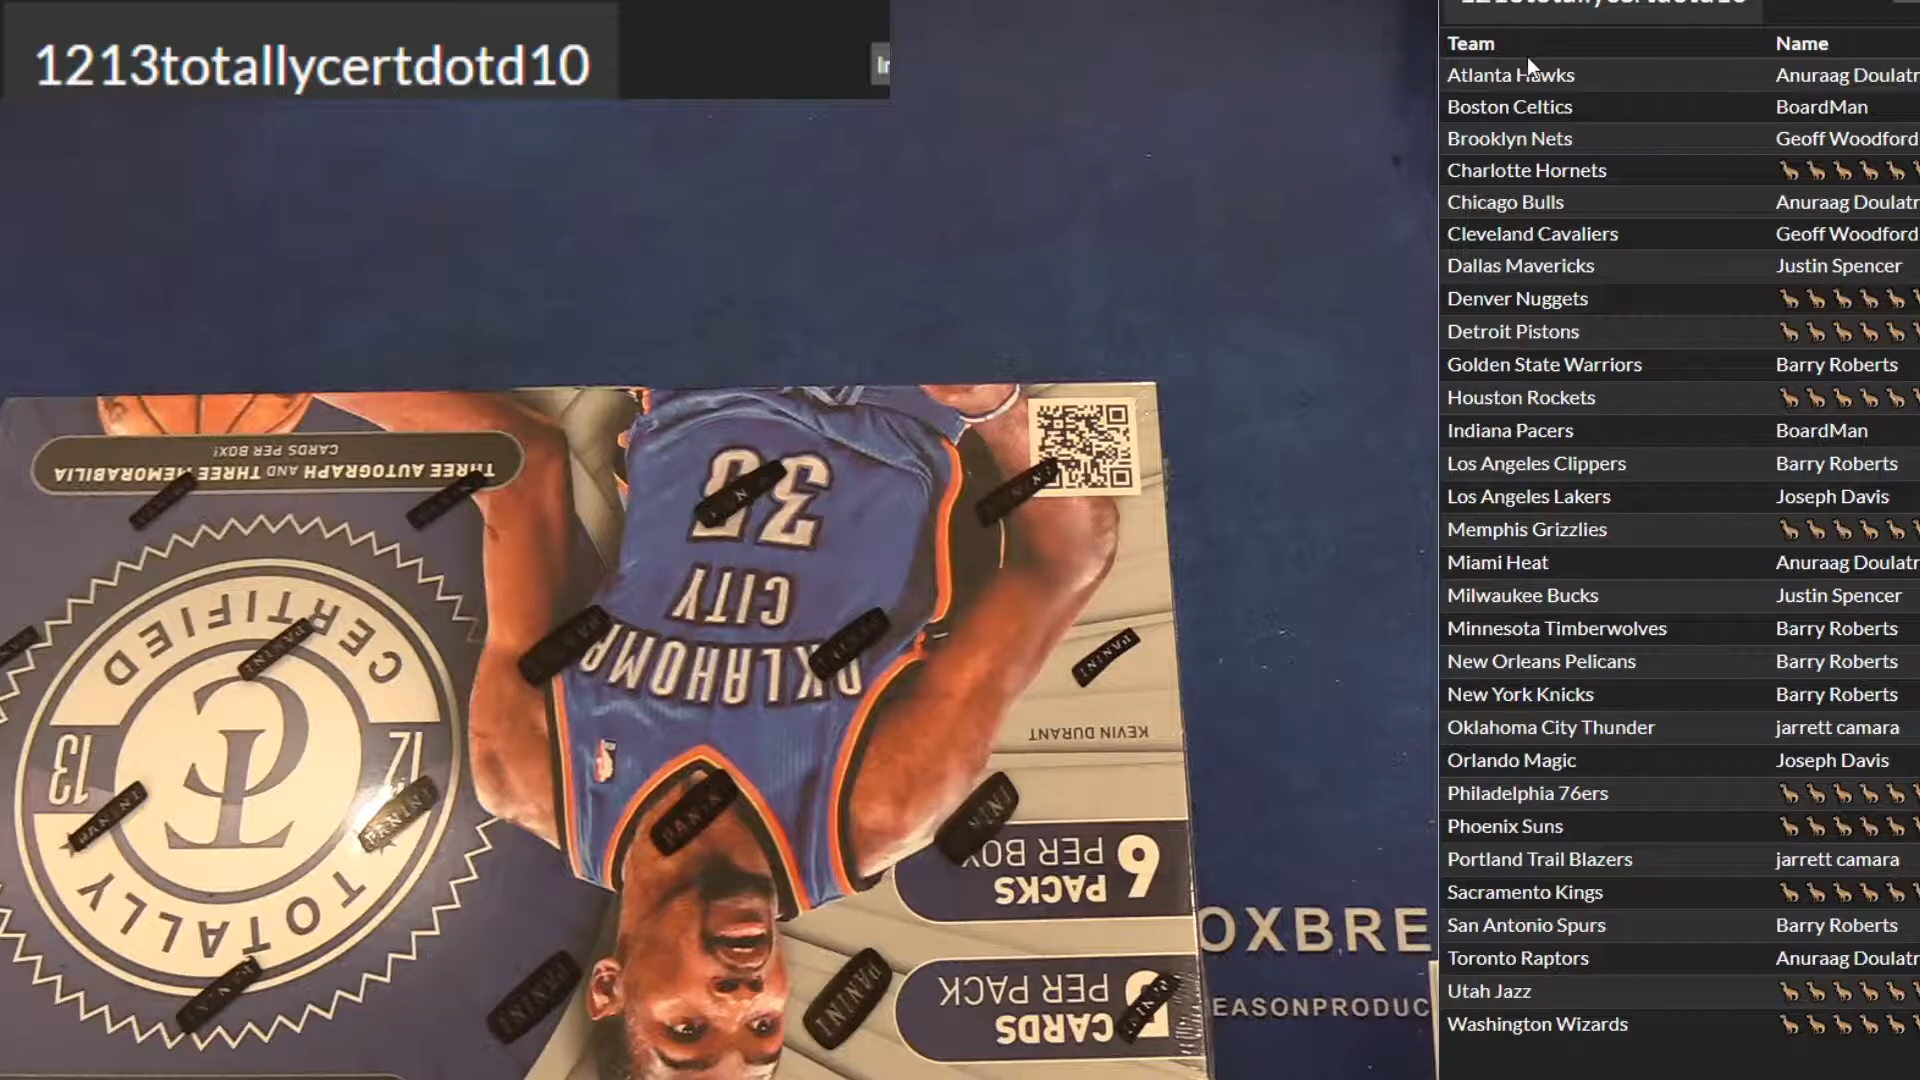 1213totallycertdotd10
Team Name
Atlanta Hawks Anuraag Doulatr
Boston Celtics BoardMan
Brooklyn Nets Geoff Woodford
Charlotte Hornets
Chicago Bulls Anuraag Doulatr
Cleveland Cavaliers Geoff Woodford
Dallas Mavericks Justin Spencer
Denver Nuggets
Detroit Pistons
Golden State Warriors Barry Roberts
Houston Rockets
Indiana Pacers BoardMan
Los Angeles Clippers Barry Roberts
Los Angeles Lakers Joseph Davis
Memphis Grizzlies
Miami Heat Anuraag Doulatr
Milwaukee Bucks Justin Spencer
Minnesota Timberwolves Barry Roberts
New Orleans Pelicans Barry Roberts
New York Knicks Barry Roberts
Oklahoma City Thunder jarrett camara
Orlando Magic Joseph Davis
Philadelphia 76ers
Phoenix Suns
Portland Trail Blazers jarrett camara
Sacramento Kings
San Antonio Spurs Barry Roberts
Toronto Raptors Anuraag Doulatr
Utah Jazz
Washington Wizards
THREE AUTOGRAPH AND THREE MEMORABILIA
CARDS PER BOX!
TOTALLY
12 TC 13
CERTIFIED
OKLAHOMA
CITY
35
KEVIN DURANT
5 CARDS
PER PACK
6 PACKS
PER BOX
PANINI
OXBRE
EASONPRODUC